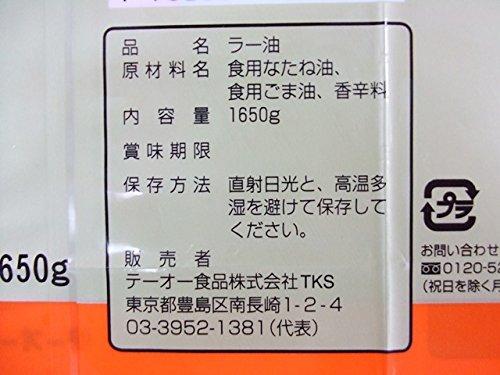 品 名 ラー油
原材料名 食用なたね油、
食用ごま油、香辛料
内容量 1650g
賞味期限
保存方法 直射日光と、高温多
湿を避けて保存して
ください。
販売者
テーオー食品株式会社TKS
東京都豊島区南長崎1-2-4
03-3952-1381(代表)
650g
プラ
お問い合わせ
0120-52
(祝日を除く月